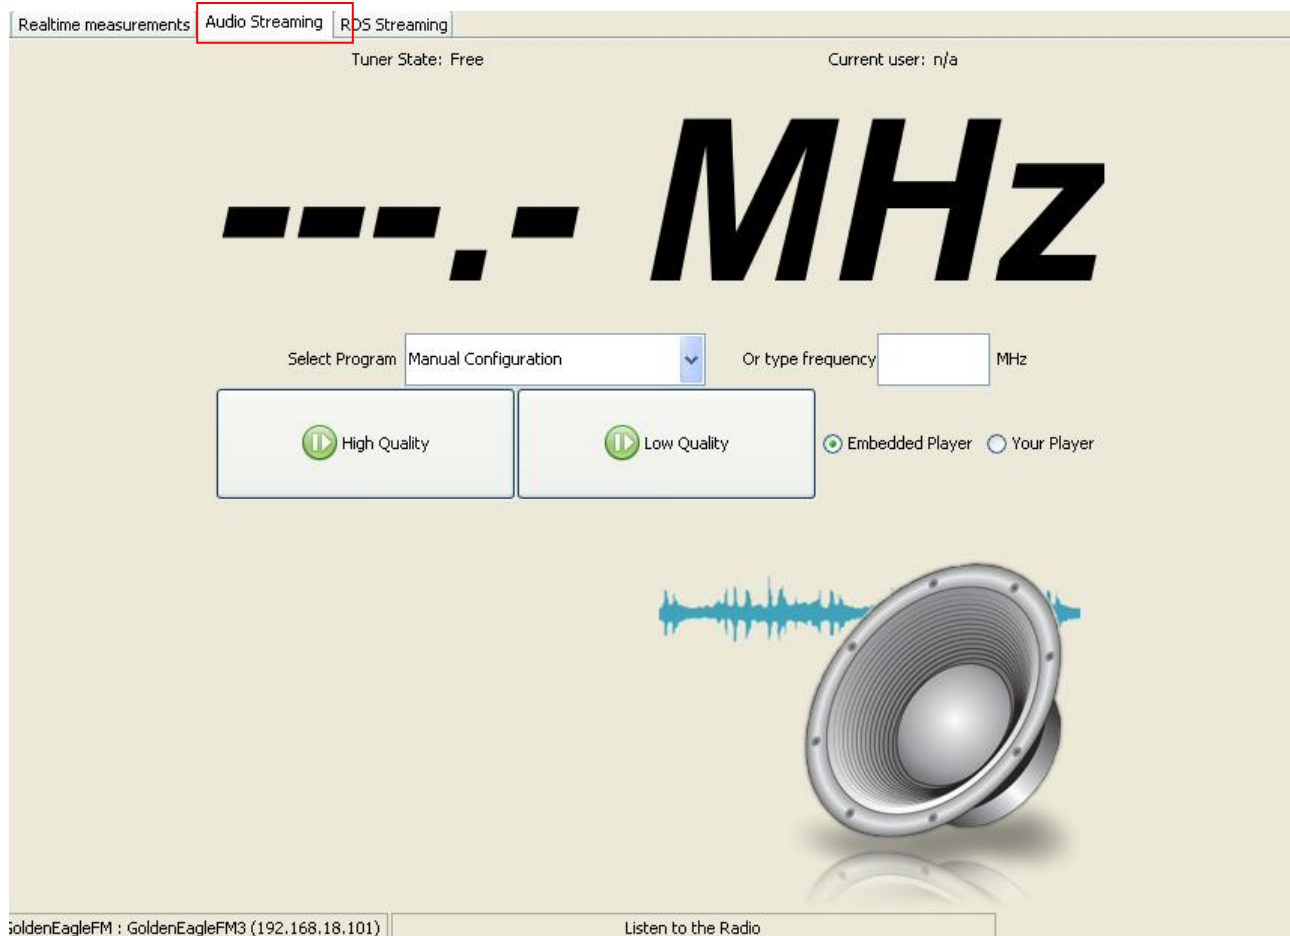 Realtime measurements Audio Streaming RDS Streaming
Tuner State: Free Current user: n/a
---.- MHz
Select Program Manual Configuration Or type frequency MHz
High Quality Low Quality Embedded Player Your Player
GoldenEagleFM : GoldenEagleFM3 (192.168.18.101) Listen to the Radio